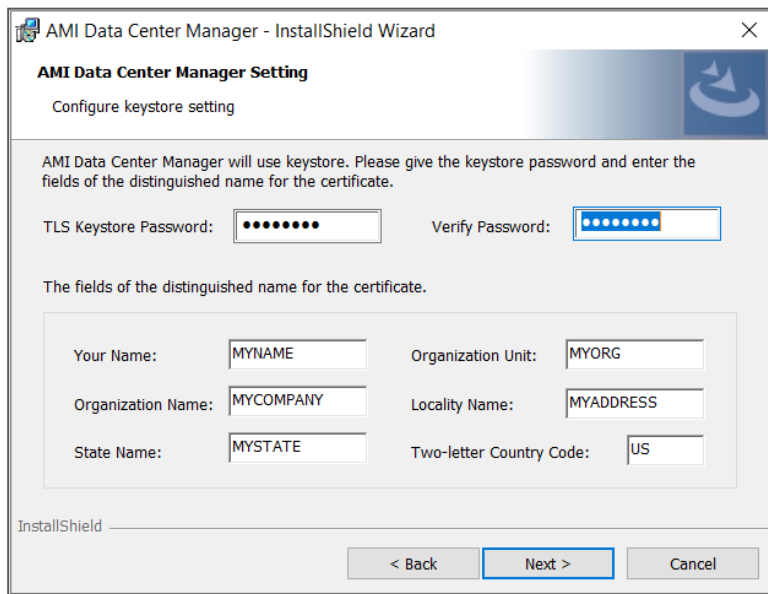 AMI Data Center Manager - InstallShield Wizard
AMI Data Center Manager Setting
Configure keystore setting
AMI Data Center Manager will use keystore. Please give the keystore password and enter the
fields of the distinguished name for the certificate.
TLS Keystore Password: ●●●●●●●● Verify Password: ●●●●●●●●
The fields of the distinguished name for the certificate.
Your Name: MYNAME Organization Unit: MYORG
Organization Name: MYCOMPANY Locality Name: MYADDRESS
State Name: MYSTATE Two-letter Country Code: US
InstallShield
< Back Next > Cancel